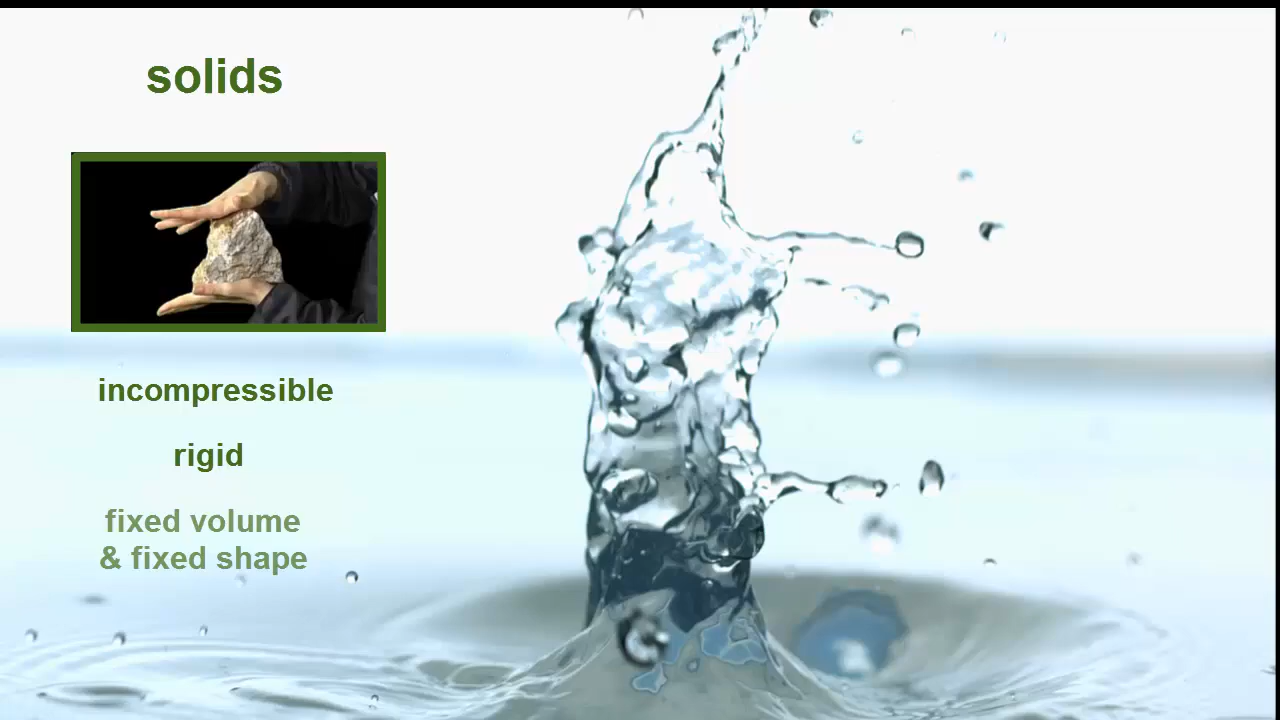 solids
incompressible
rigid
fixed volume
& fixed shape